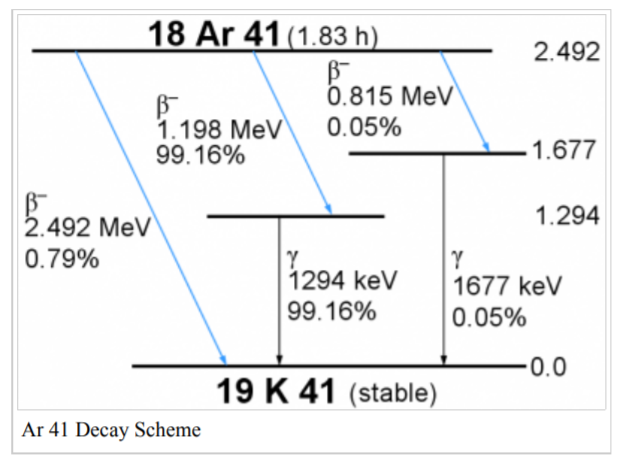 18 Ar 41 (1.83 h)
2.492
β⁻
0.815 MeV
0.05%
β⁻
1.198 MeV
99.16%
1.677
β⁻
2.492 MeV
0.79%
1.294
γ
1294 keV
99.16%
γ
1677 keV
0.05%
0.0
19 K 41 (stable)
Ar 41 Decay Scheme